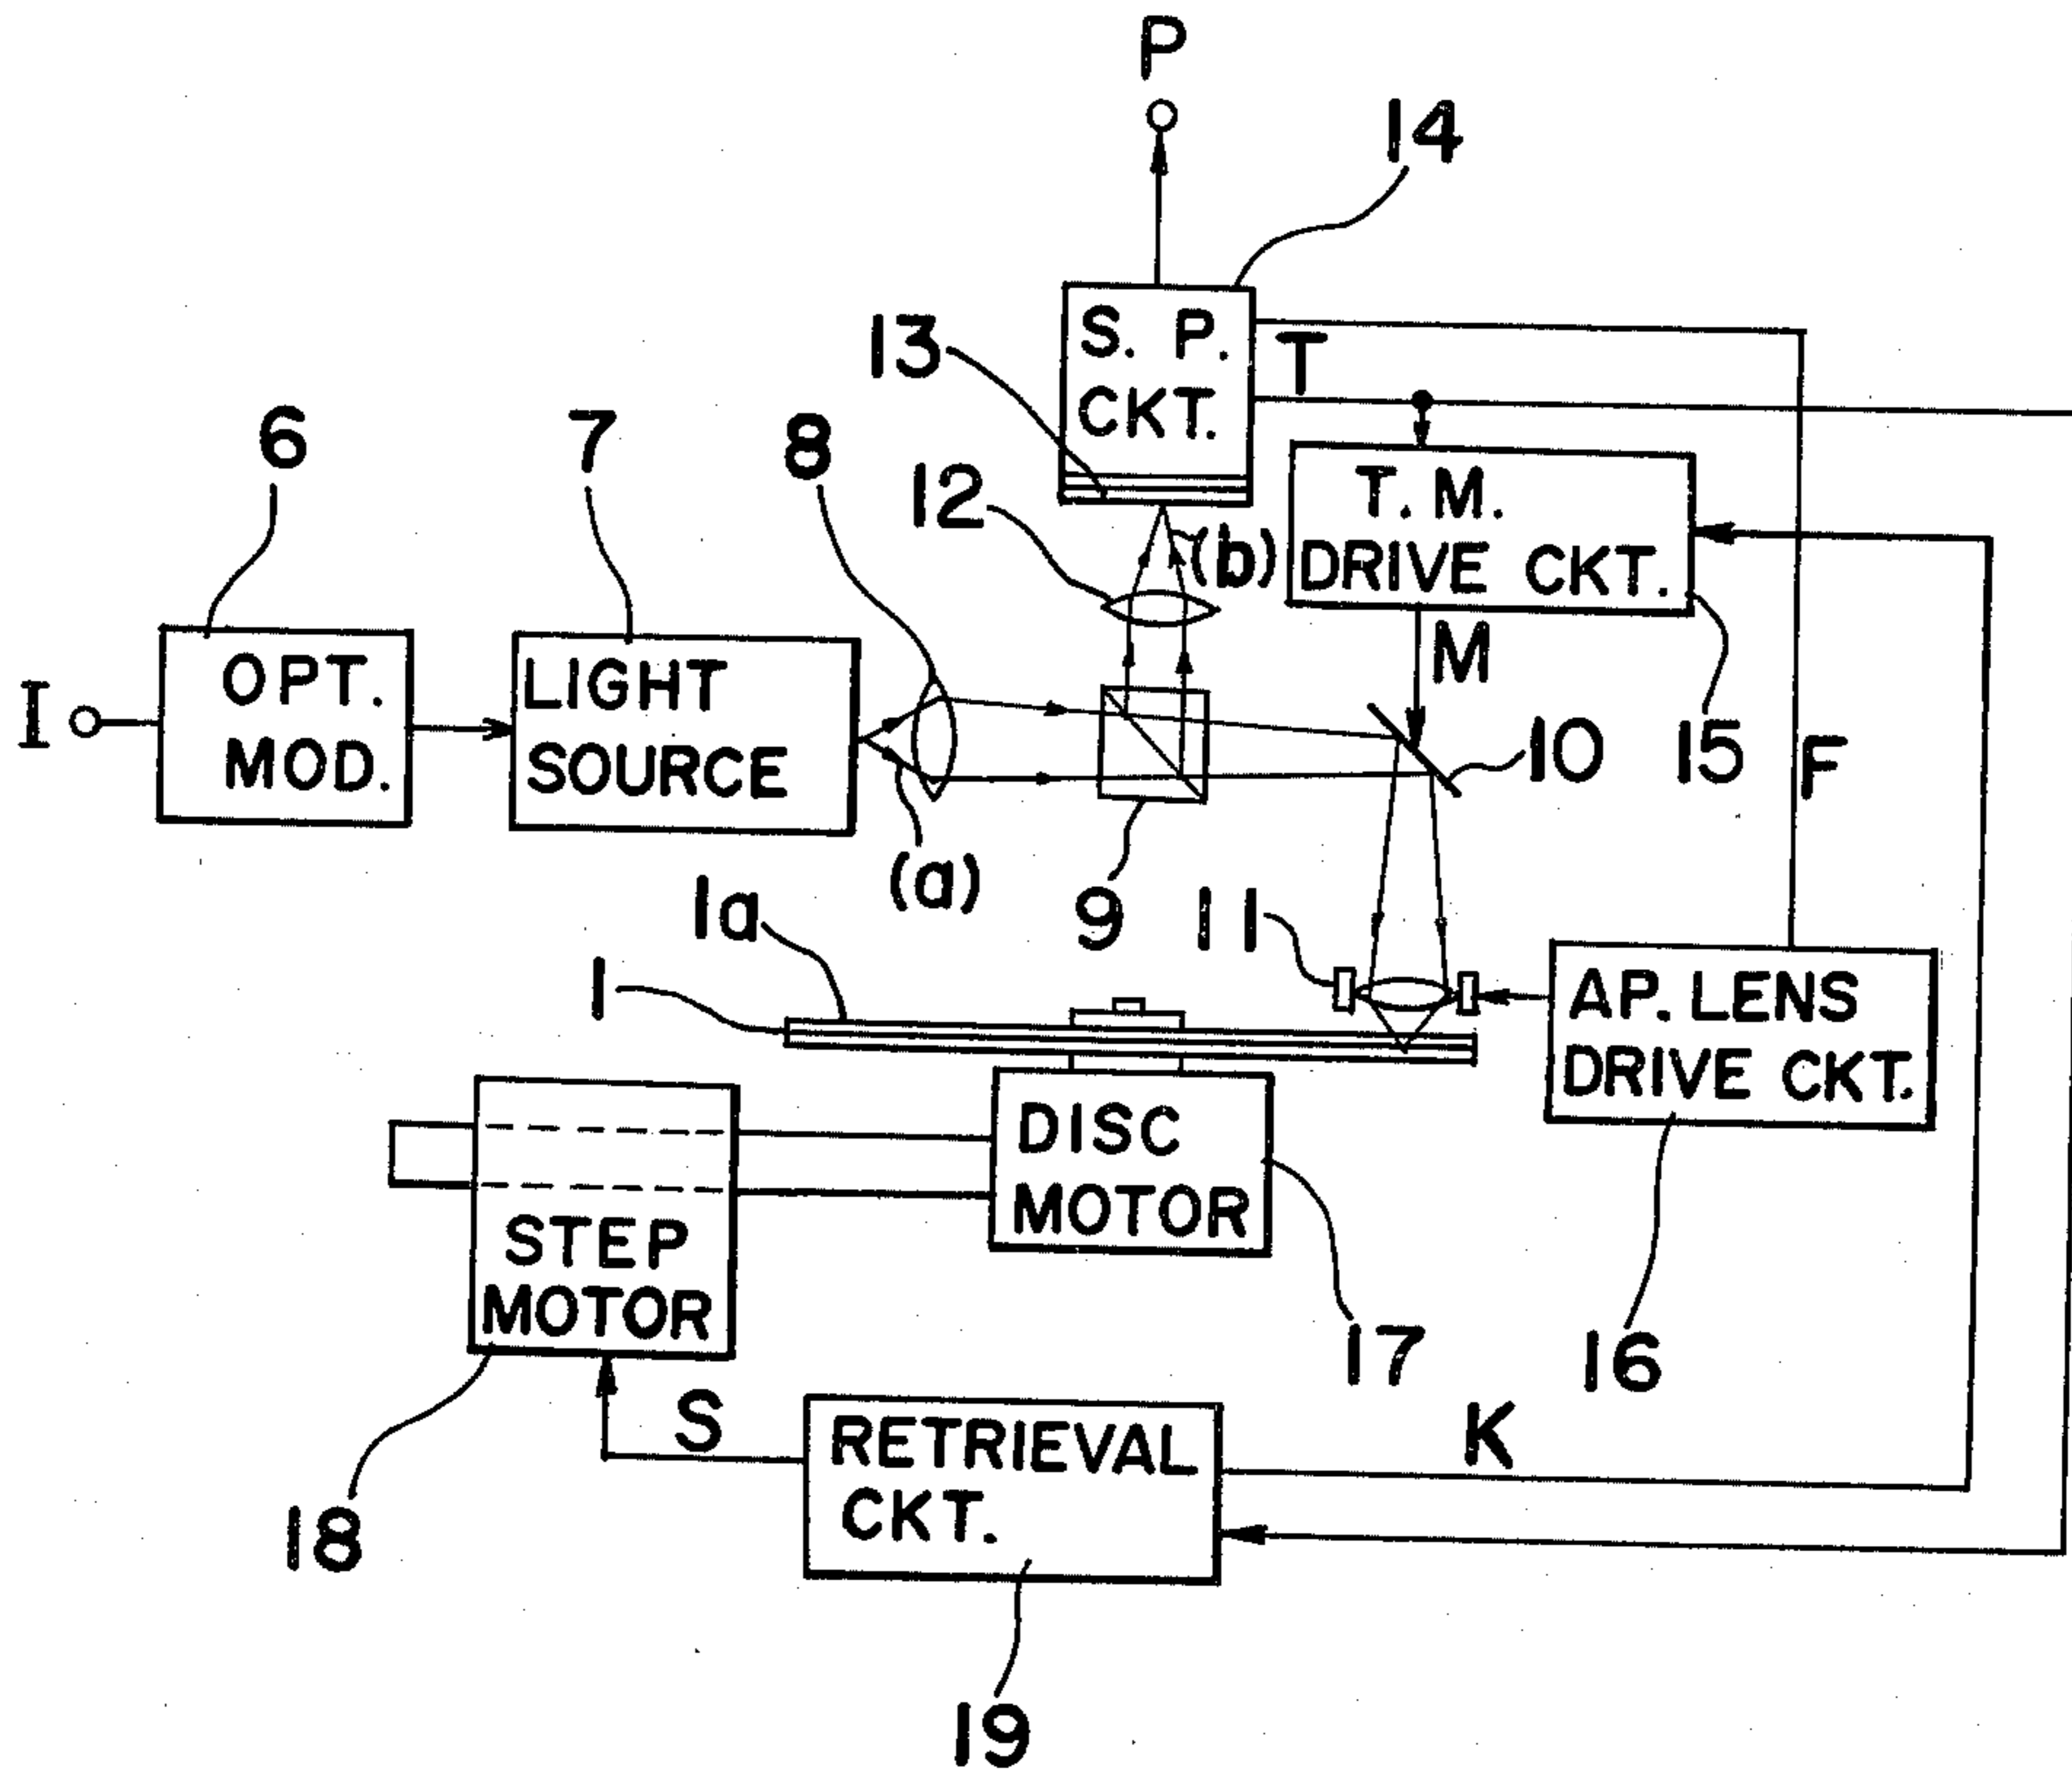 P
14
S. P.
CKT.
13
T
6
7
8
12
(b)
T. M.
DRIVE CKT.
I
OPT.
MOD.
LIGHT
SOURCE
M
10
15
F
(a)
9
1a
11
1
AP. LENS
DRIVE CKT.
DISC
MOTOR
STEP
MOTOR
17
16
S
K
RETRIEVAL
CKT.
18
19